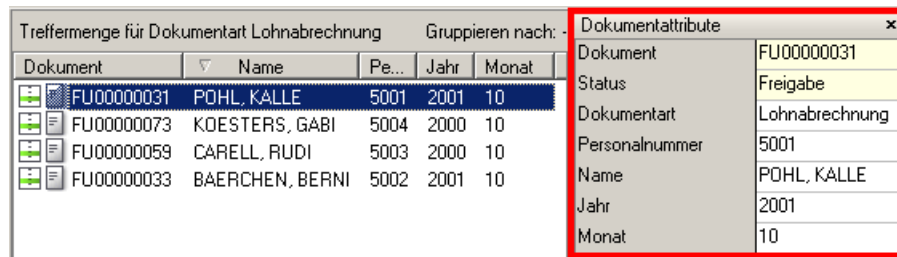 Treffermenge für Dokumentart Lohnabrechnung Gruppieren nach: -
Dokument Name Pe... Jahr Monat
FU00000031 POHL, KALLE 5001 2001 10
FU00000073 KOESTERS, GABI 5004 2000 10
FU00000059 CARELL, RUDI 5003 2000 10
FU00000033 BAERCHEN, BERNI 5002 2001 10
Dokumentattribute ×
Dokument FU00000031
Status Freigabe
Dokumentart Lohnabrechnung
Personalnummer 5001
Name POHL, KALLE
Jahr 2001
Monat 10